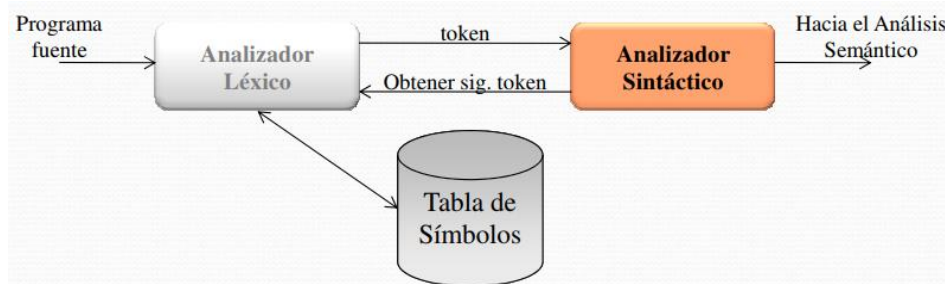 Programa
fuente
Analizador
Léxico
token
Obtener sig. token
Analizador
Sintáctico
Hacia el Análisis
Semántico
Tabla de
Símbolos